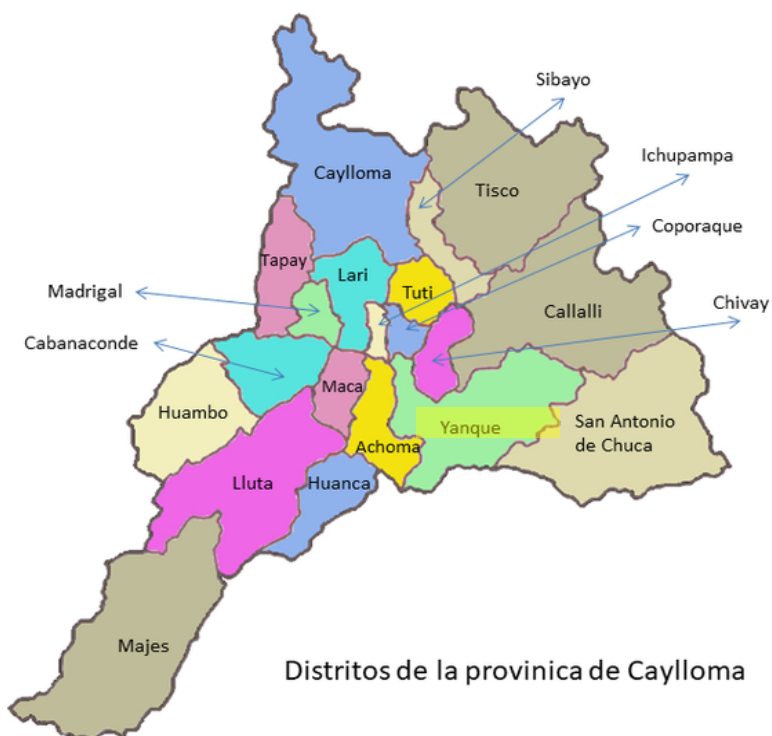 Sibayo
Ichupampa
Caylloma
Tisco
Coporaque
Tapay
Lari
Tuti
Madrigal
Chivay
Callalli
Cabanaconde
Maca
Huambo
Yanque
San Antonio
de Chuca
Achoma
Lluta
Huanca
Majes
Distritos de la provinica de Caylloma